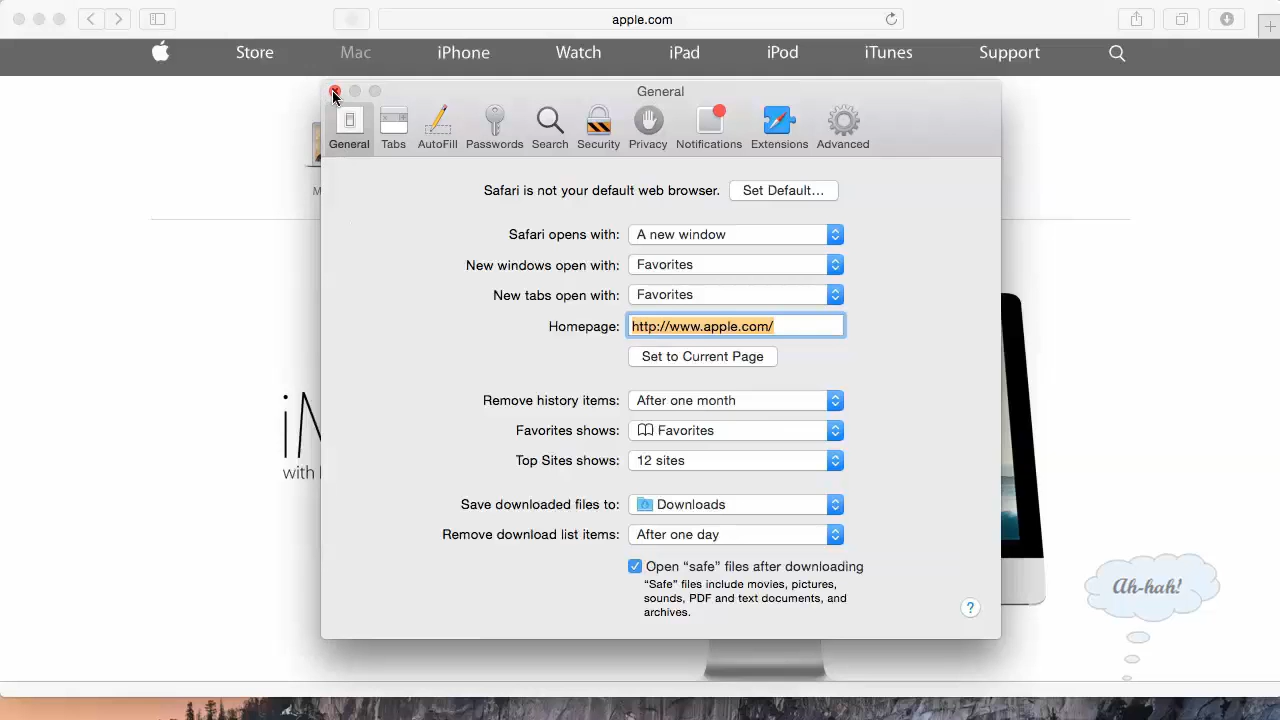 apple.com
Store Mac iPhone Watch iPad iPod iTunes Support
General
General Tabs AutoFill Passwords Search Security Privacy Notifications Extensions Advanced
M
Safari is not your default web browser. Set Default...
Safari opens with: A new window
New windows open with: Favorites
New tabs open with: Favorites
Homepage: http://www.apple.com/
Set to Current Page
Remove history items: After one month
iM
Favorites shows: Favorites
Top Sites shows: 12 sites
with
Save downloaded files to: Downloads
Remove download list items: After one day
Open “safe” files after downloading
“Safe” files include movies, pictures,
sounds, PDF and text documents, and
archives.
Ah-hah!
?